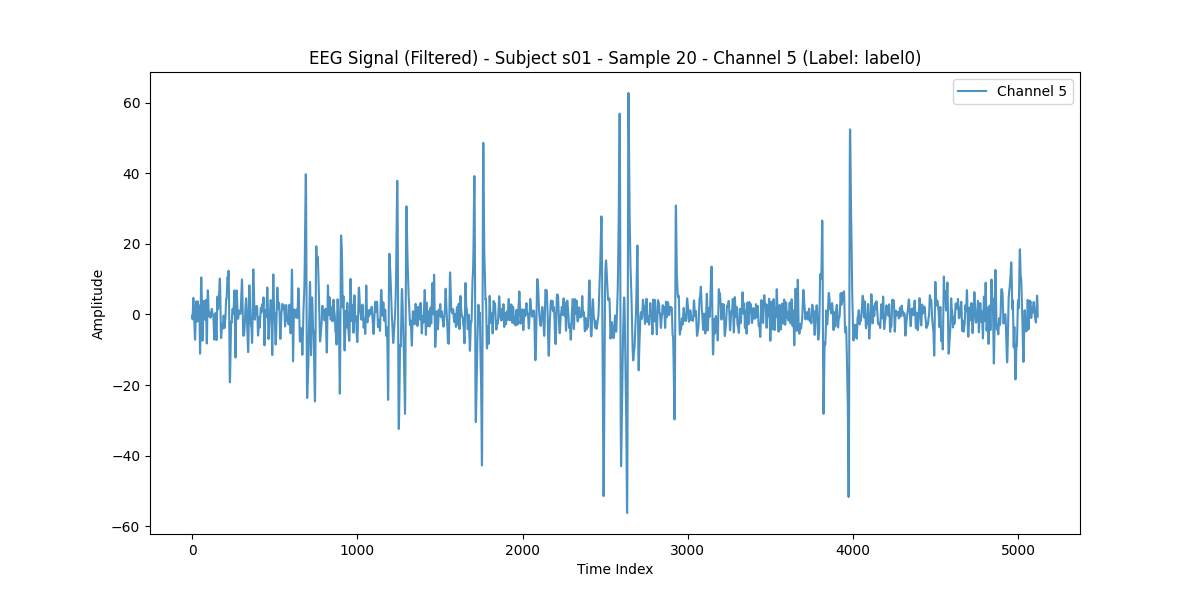 EEG Signal (Filtered) - Subject s01 - Sample 20 - Channel 5 (Label: label0)
Channel 5
60
40
20
0
−20
−40
−60
Amplitude
0 1000 2000 3000 4000 5000
Time Index